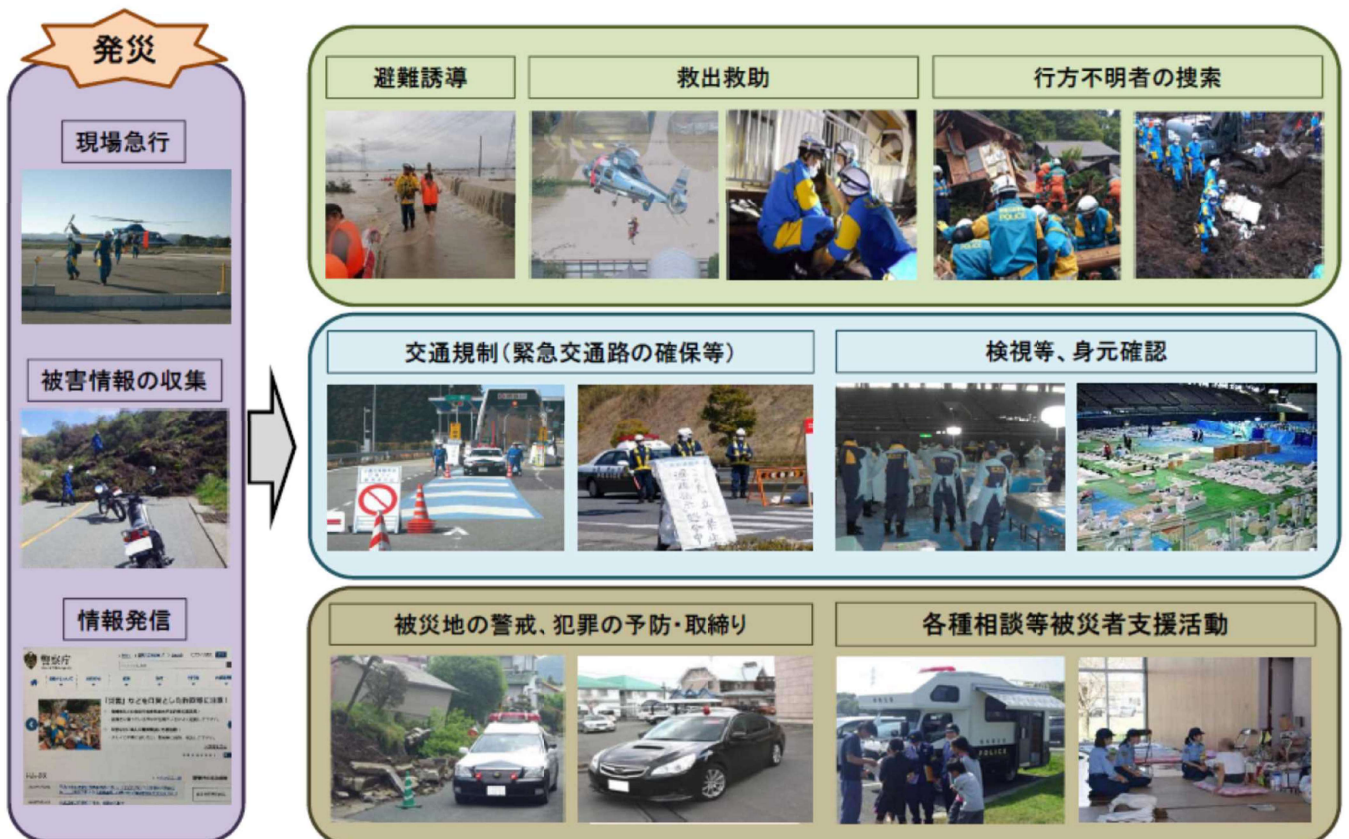 発災
現場急行
被害情報の収集
情報発信
警察庁
避難誘導
救出救助
行方不明者の捜索
POLICE
交通規制(緊急交通路の確保等)
検視等、身元確認
被災地の警戒、犯罪の予防・取締り
各種相談等被災者支援活動
POLICE